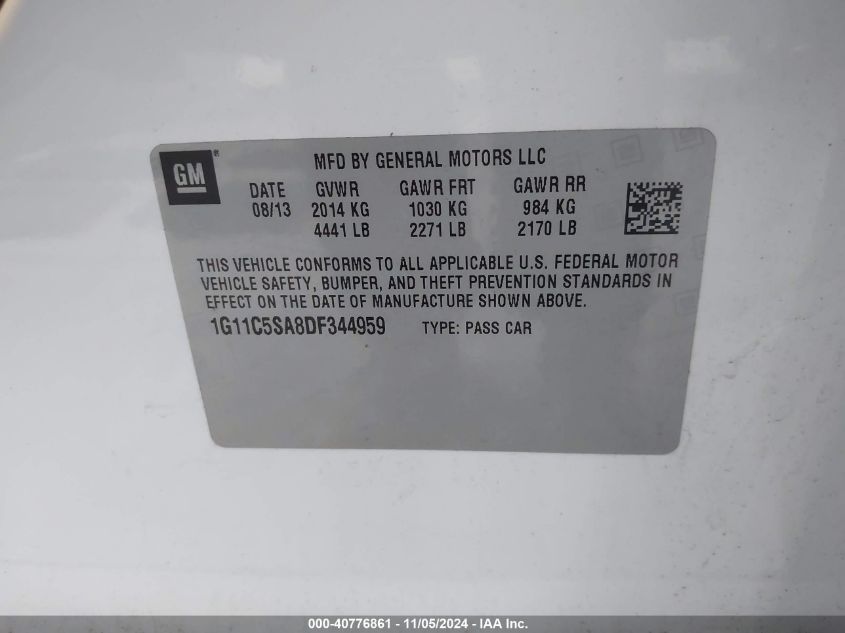 GM®
MFD BY GENERAL MOTORS LLC
DATE GVWR GAWR FRT GAWR RR
08/13 2014 KG 1030 KG 984 KG
4441 LB 2271 LB 2170 LB
THIS VEHICLE CONFORMS TO ALL APPLICABLE U.S. FEDERAL MOTOR
VEHICLE SAFETY, BUMPER, AND THEFT PREVENTION STANDARDS IN
EFFECT ON THE DATE OF MANUFACTURE SHOWN ABOVE.
1G11C5SA8DF344959 TYPE: PASS CAR
000-40776861 - 11/05/2024 - IAA Inc.